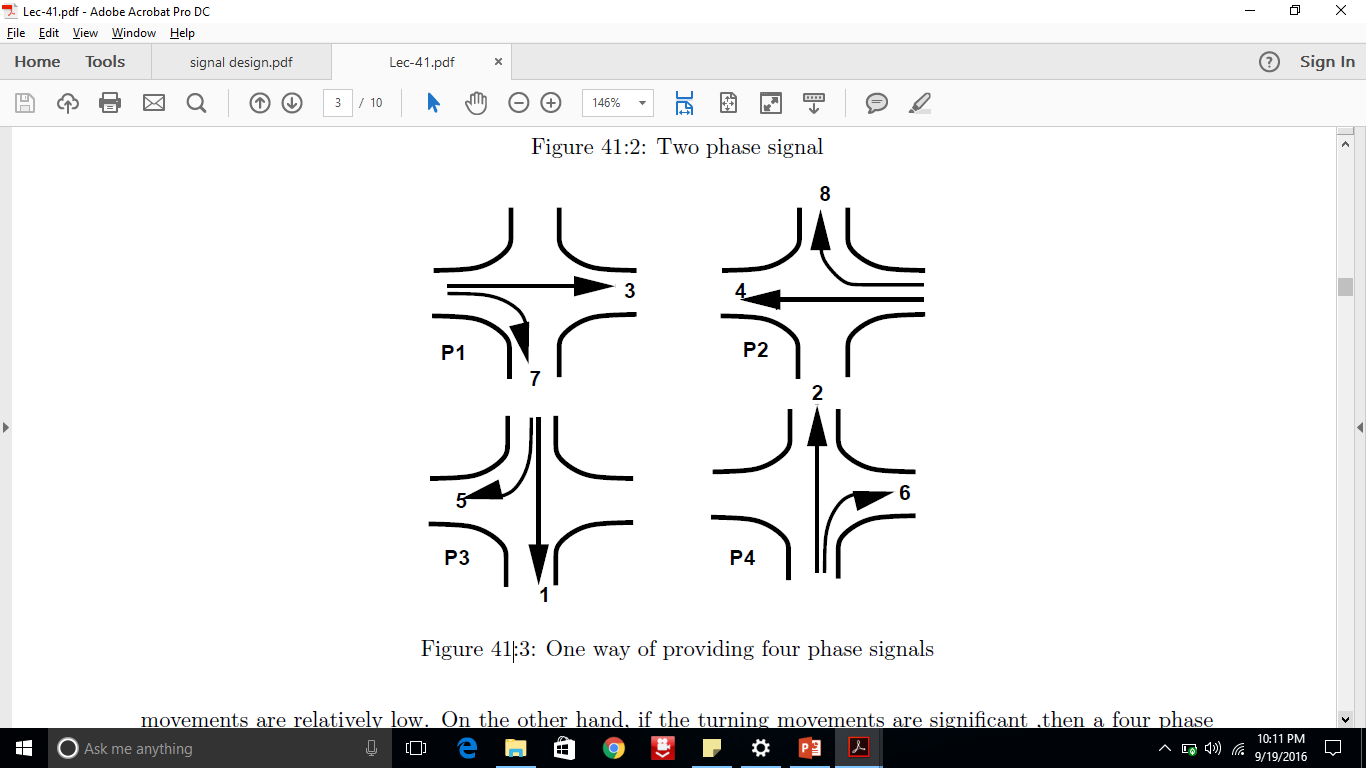 Lec-41.pdf - Adobe Acrobat Pro DC
File Edit View Window Help
Home Tools signal design.pdf Lec-41.pdf × ? Sign In
3 / 10 146%
Figure 41:2: Two phase signal
8
3
4
P1
P2
7
2
5
6
P3
P4
1
Figure 41:3: One way of providing four phase signals
movements are relatively low. On the other hand, if the turning movements are significant ,then a four phase
Ask me anything
10:11 PM
9/19/2016